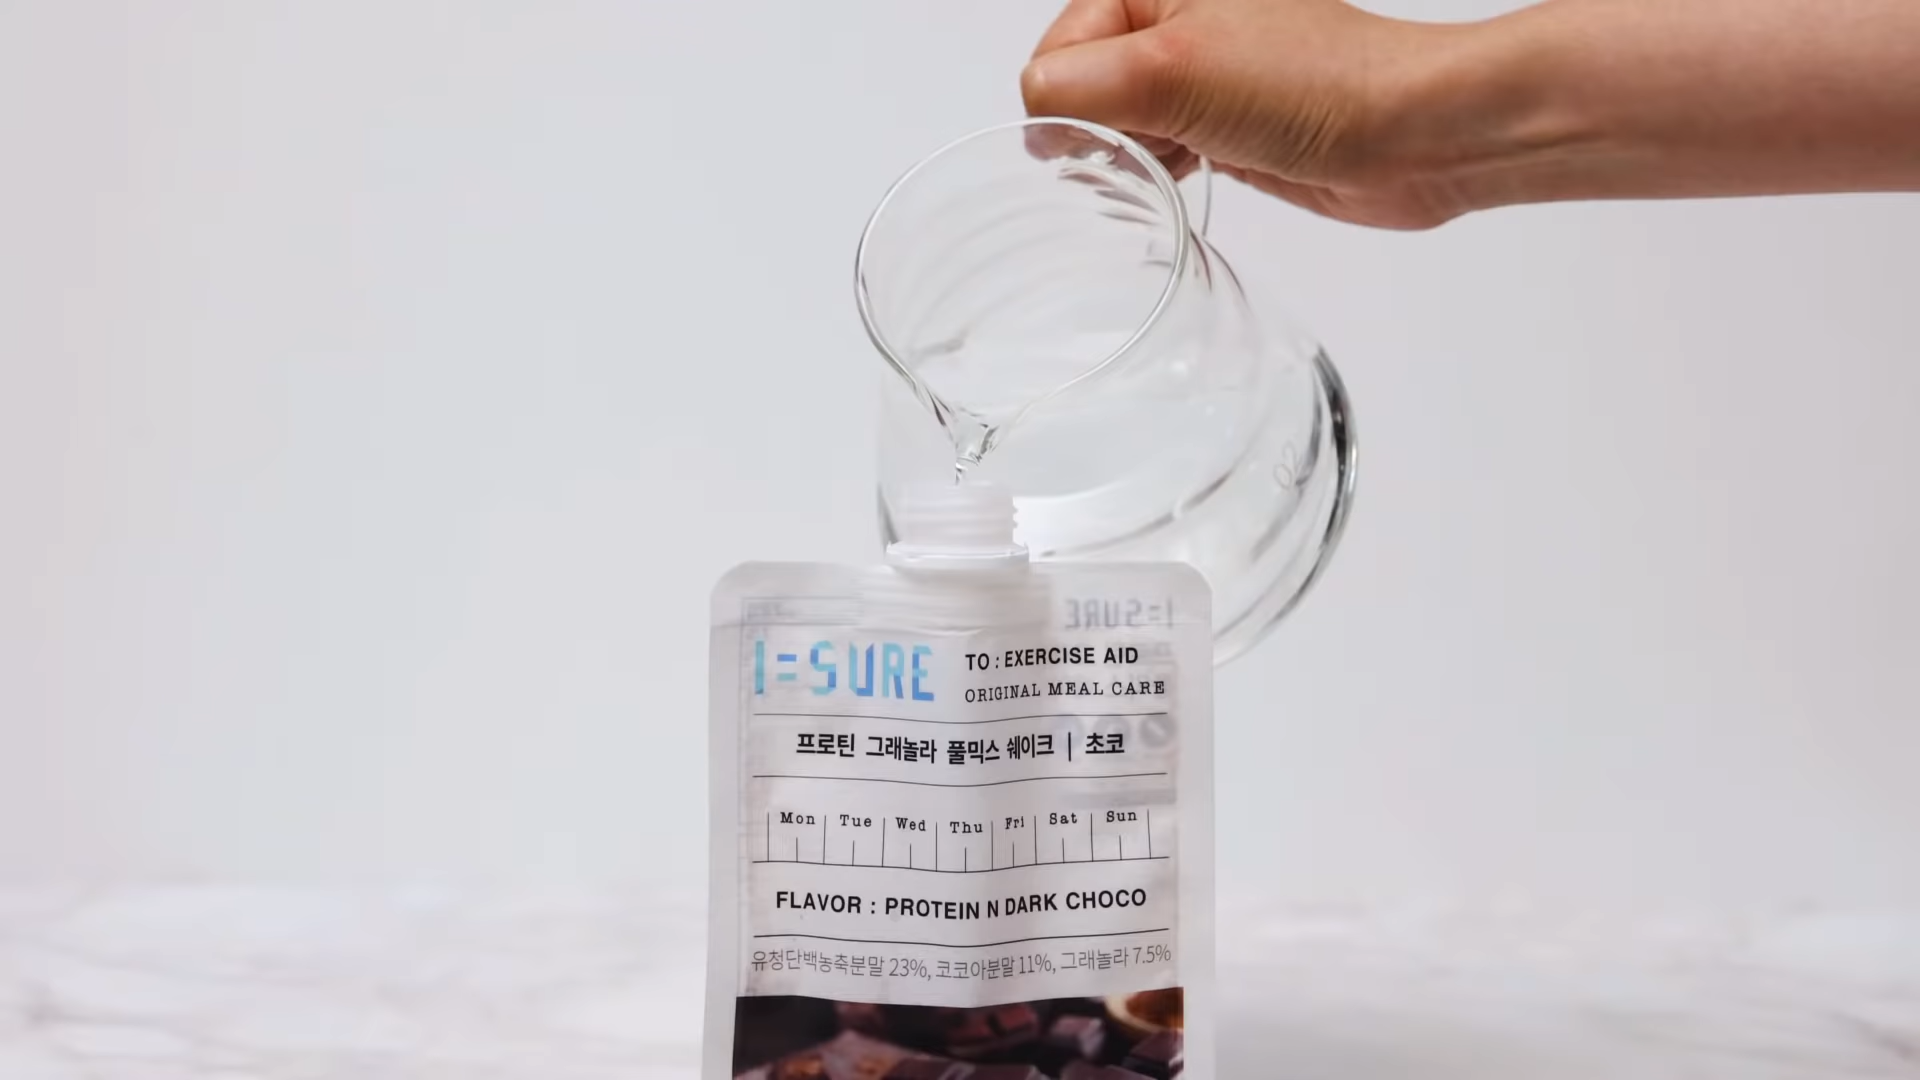 I=SURE
TO : EXERCISE AID
ORIGINAL MEAL CARE
프로틴 그래놀라 풀믹스 쉐이크 | 초코
Mon Tue Wed Thu Fri Sat Sun
FLAVOR : PROTEIN N DARK CHOCO
유청단백농축분말 23%, 코코아분말 11%, 그래놀라 7.5%
I=SURE
02